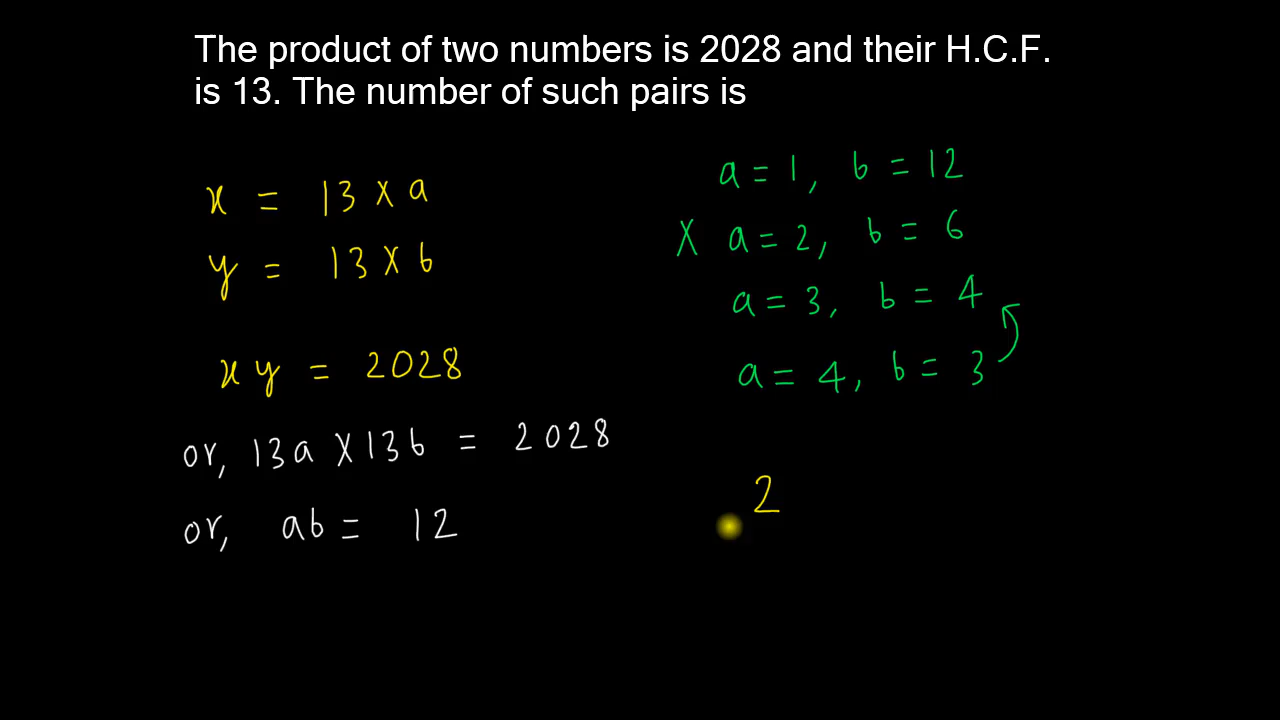 The product of two numbers is 2028 and their H.C.F.
is 13. The number of such pairs is
x = 13 × a
y = 13 × b
xy = 2028
or, 13a × 13b = 2028
or, ab = 12
a = 1, b = 12
X a = 2, b = 6
a = 3, b = 4
a = 4, b = 3
2